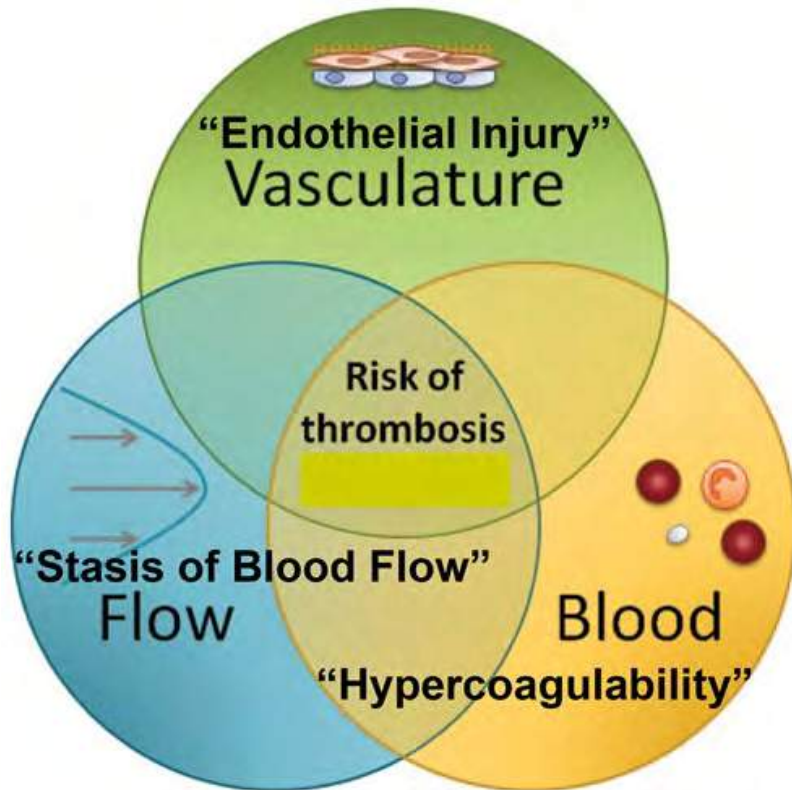 “Endothelial Injury”
Vasculature
Risk of
thrombosis
“Stasis of Blood Flow”
Flow
Blood
“Hypercoagulability”